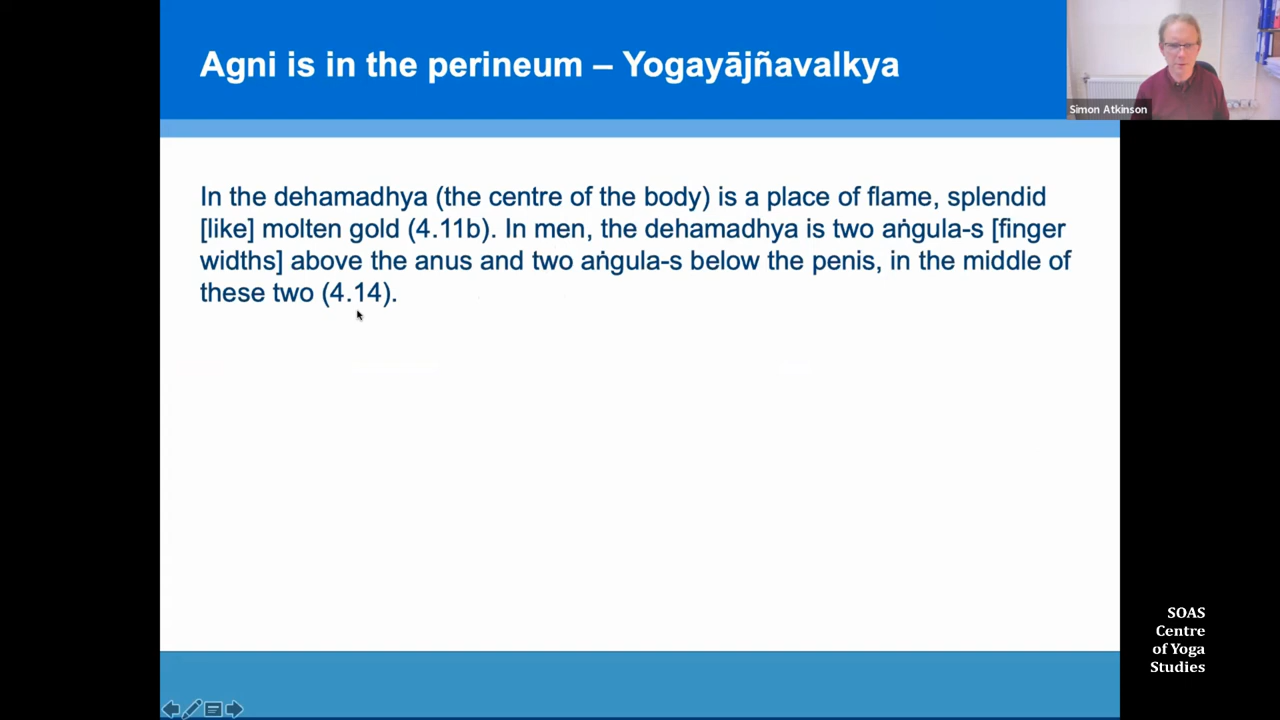 Agni is in the perineum – Yogayājñavalkya
Simon Atkinson
In the dehamadhya (the centre of the body) is a place of flame, splendid
[like] molten gold (4.11b). In men, the dehamadhya is two aṅgula-s [finger
widths] above the anus and two aṅgula-s below the penis, in the middle of
these two (4.14).
SOAS
Centre
of Yoga
Studies